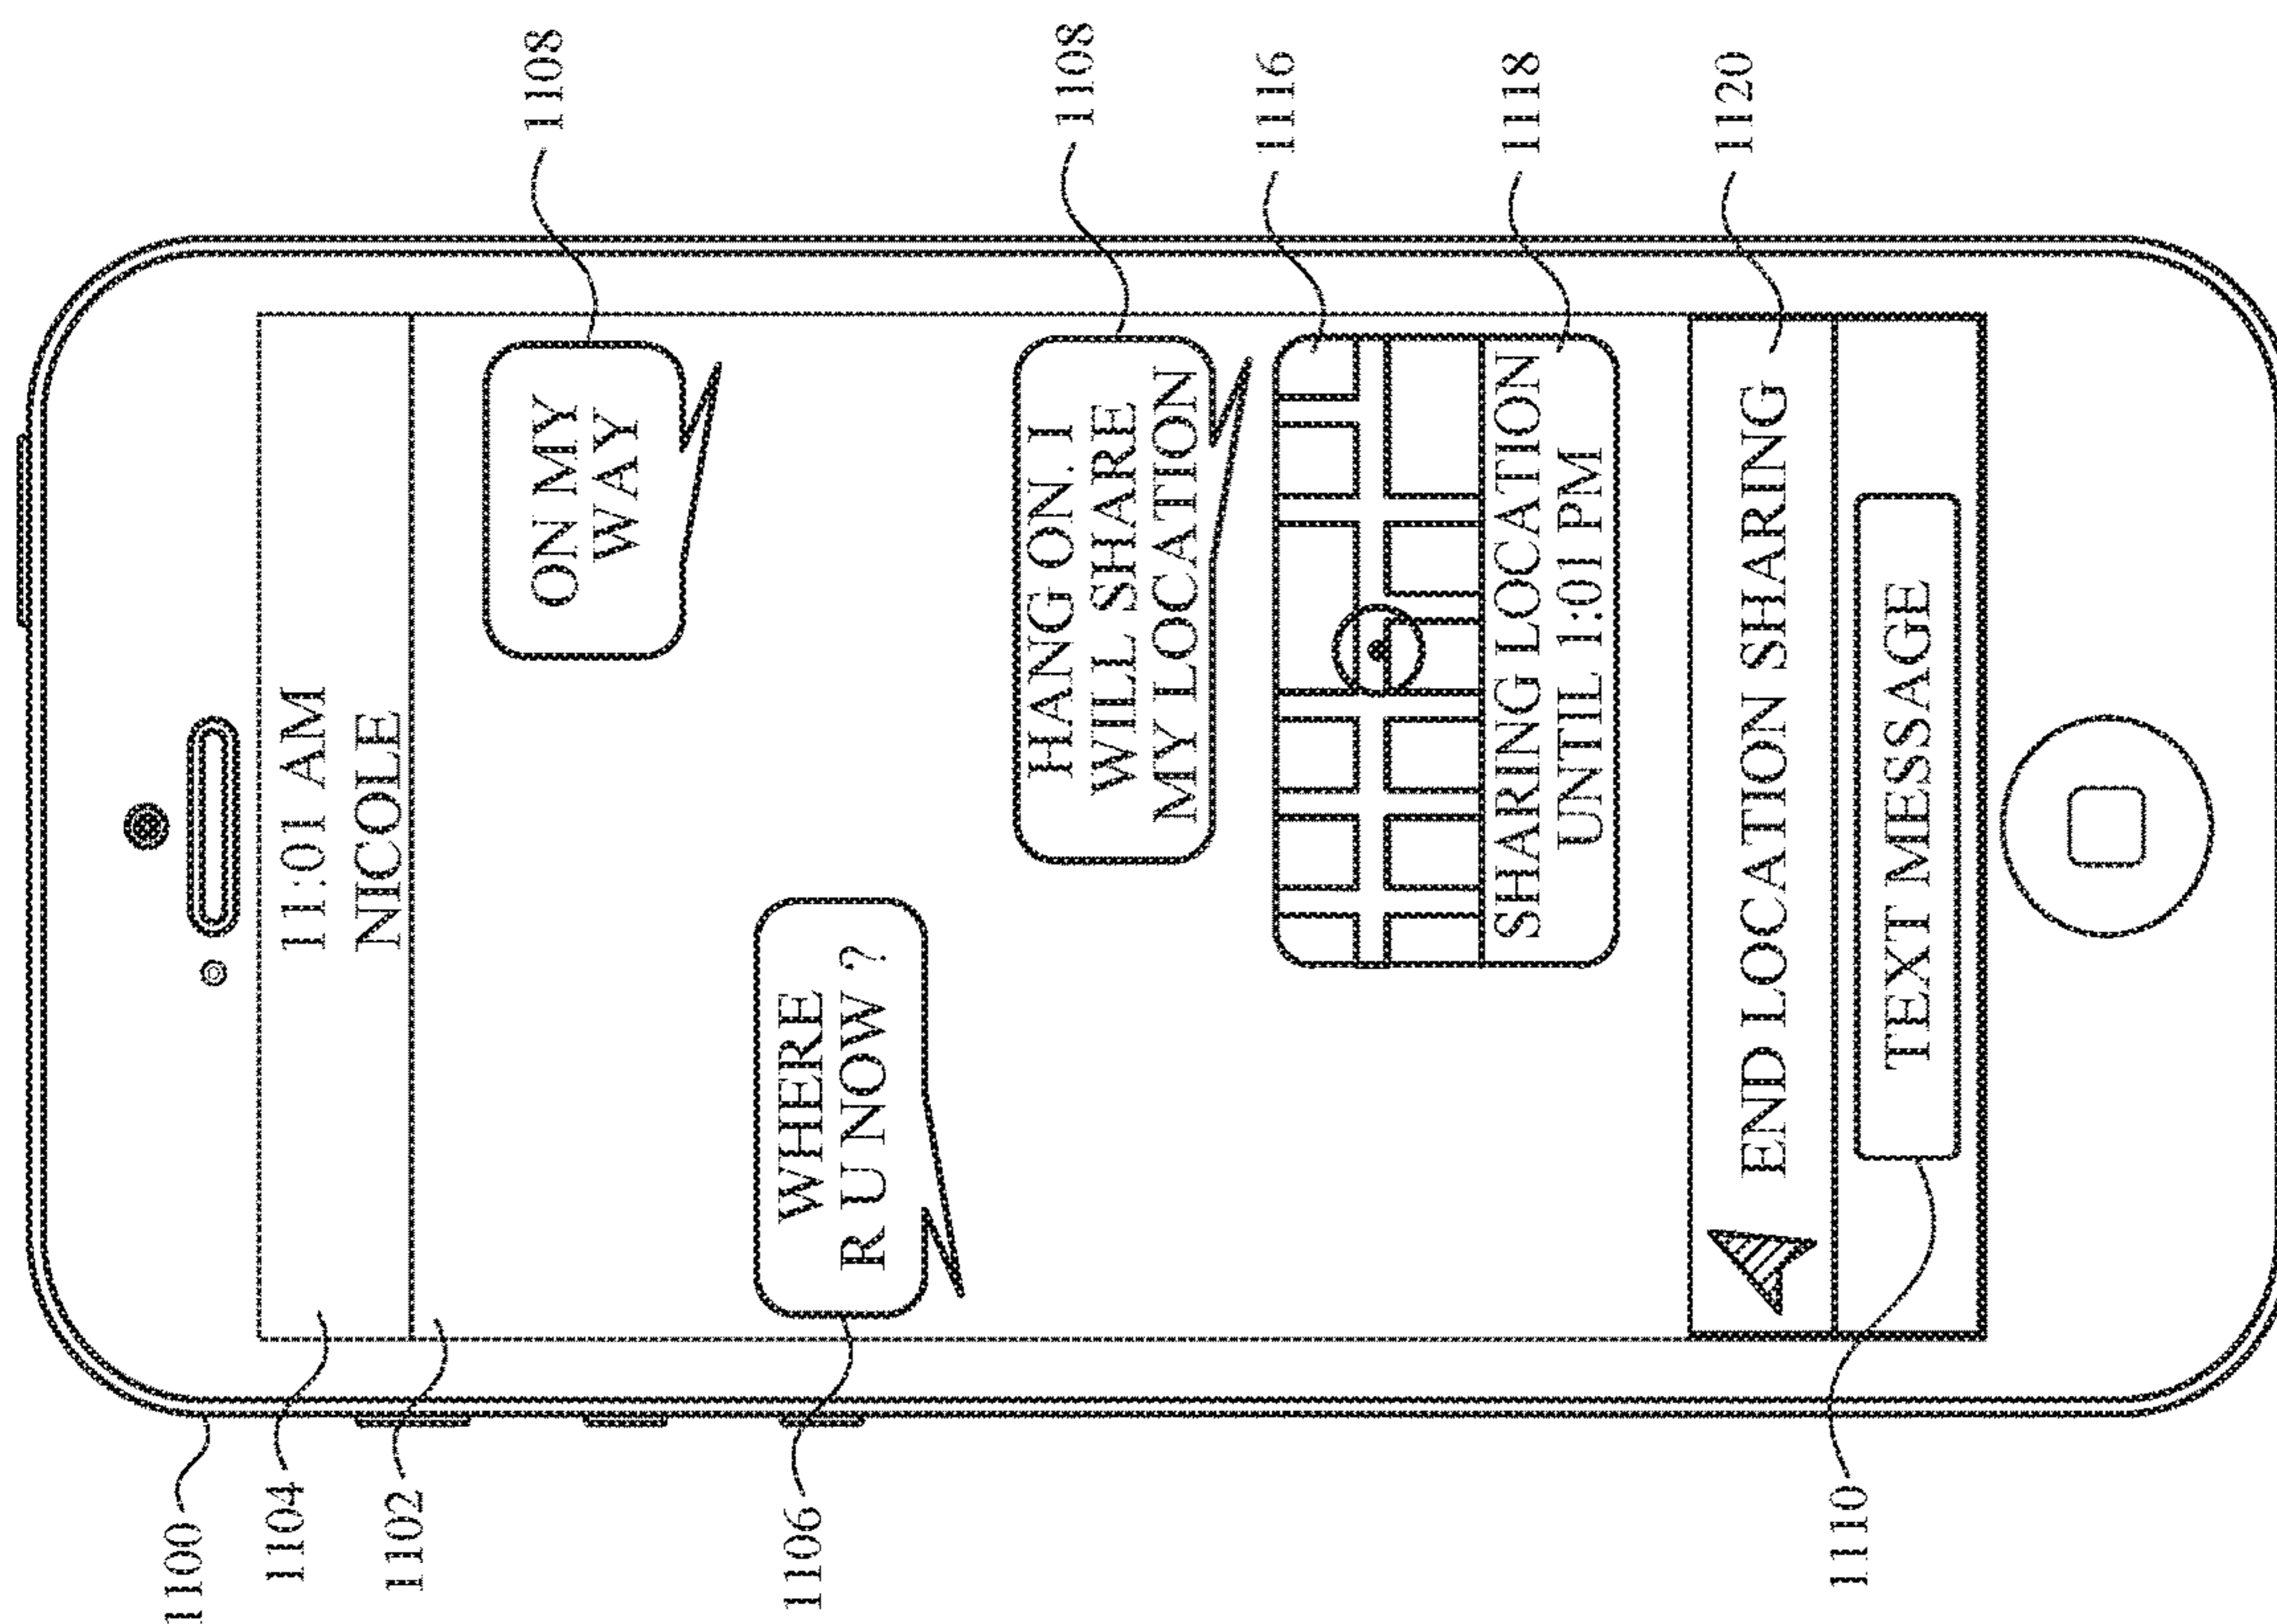 1100
1104
1102
1106
1110
11:01 AM
NICOLE
ON MY
WAY
WHERE
R U NOW ?
HANG ON. I
WILL SHARE
MY LOCATION
SHARING LOCATION
UNTIL 1:01 PM
END LOCATION SHARING
TEXT MESSAGE
1108
1108
1116
1118
1120